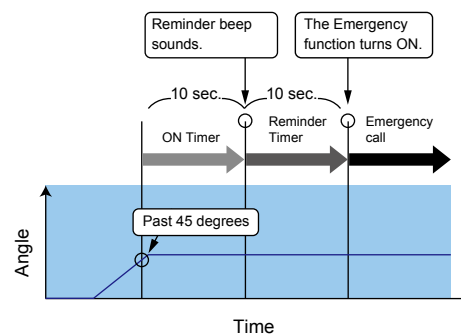 Reminder beep
sounds.
The Emergency
function turns ON.
10 sec.
10 sec.
ON Timer
Reminder
Timer
Emergency
call
Past 45 degrees
Angle
Time